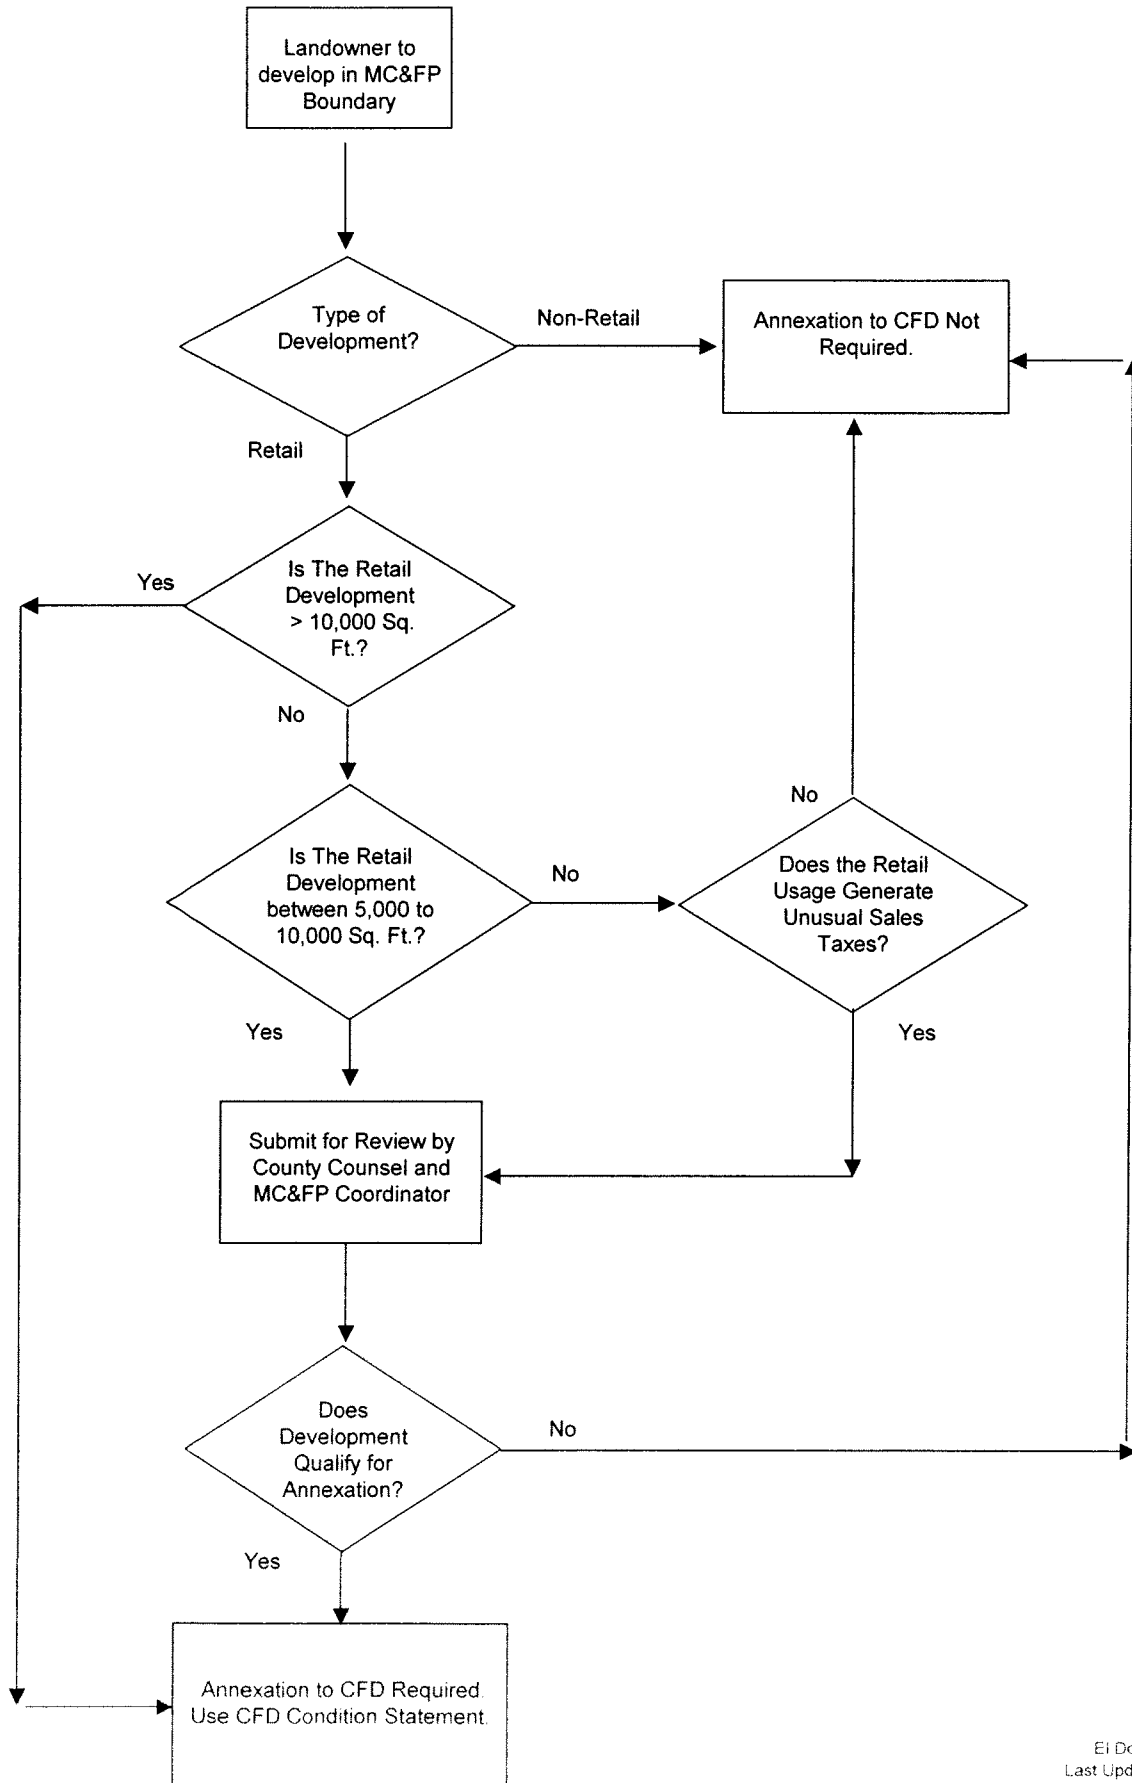 Landowner to
develop in MC&FP
Boundary
Type of
Development?
Non-Retail
Annexation to CFD Not
Required.
Retail
Is The Retail
Development
> 10,000 Sq.
Ft.?
Yes
No
Is The Retail
Development
between 5,000 to
10,000 Sq. Ft.?
No
No
Does the Retail
Usage Generate
Unusual Sales
Taxes?
Yes
Yes
Submit for Review by
County Counsel and
MC&FP Coordinator
Does
Development
Qualify for
Annexation?
No
Yes
Annexation to CFD Required.
Use CFD Condition Statement.
El Do
Last Upd